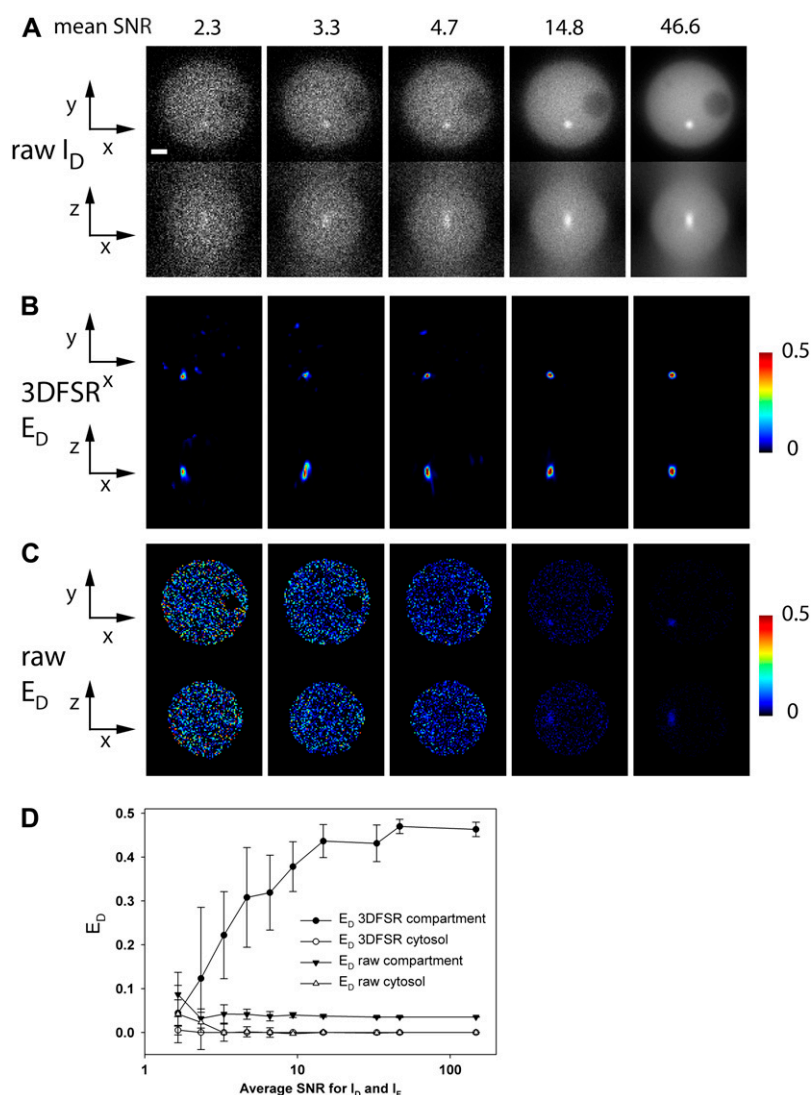 A mean SNR 2.3 3.3 4.7 14.8 46.6
y
x
raw I_D
z
x
B
y
x
3DFSR
E_D
z
x
0.5
0
C
y
x
raw
E_D
z
x
0.5
0
D
0.5
0.4
0.3
0.2
0.1
0.0
E_D
E_D 3DFSR compartment
E_D 3DFSR cytosol
E_D raw compartment
E_D raw cytosol
1 10 100
Average SNR for I_D and I_F